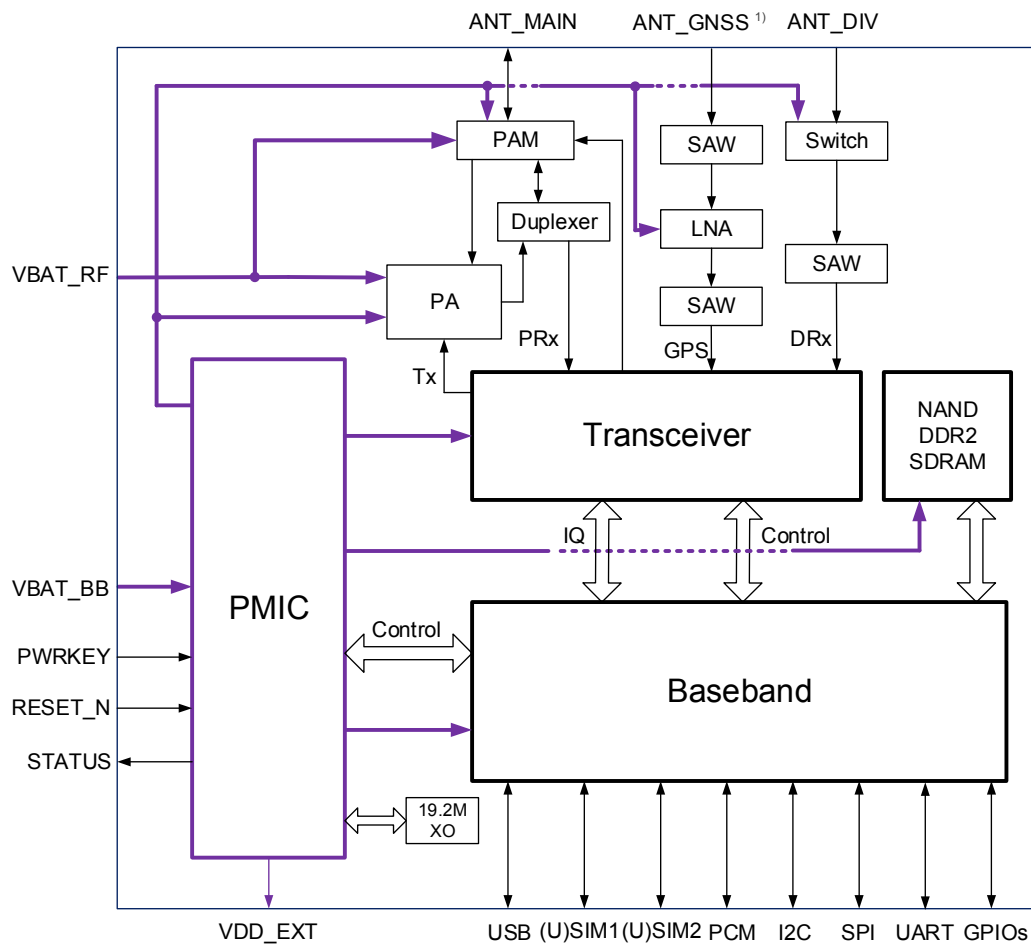 ANT_MAIN
ANT_GNSS 1)
ANT_DIV
PAM
SAW
Switch
Duplexer
LNA
VBAT_RF
PA
SAW
SAW
PRx
GPS
DRx
Tx
Transceiver
NAND
DDR2
SDRAM
IQ
Control
VBAT_BB
PMIC
Control
PWRKEY
Baseband
RESET_N
STATUS
19.2M
XO
VDD_EXT
USB
(U)SIM1
(U)SIM2
PCM
I2C
SPI
UART
GPIOs